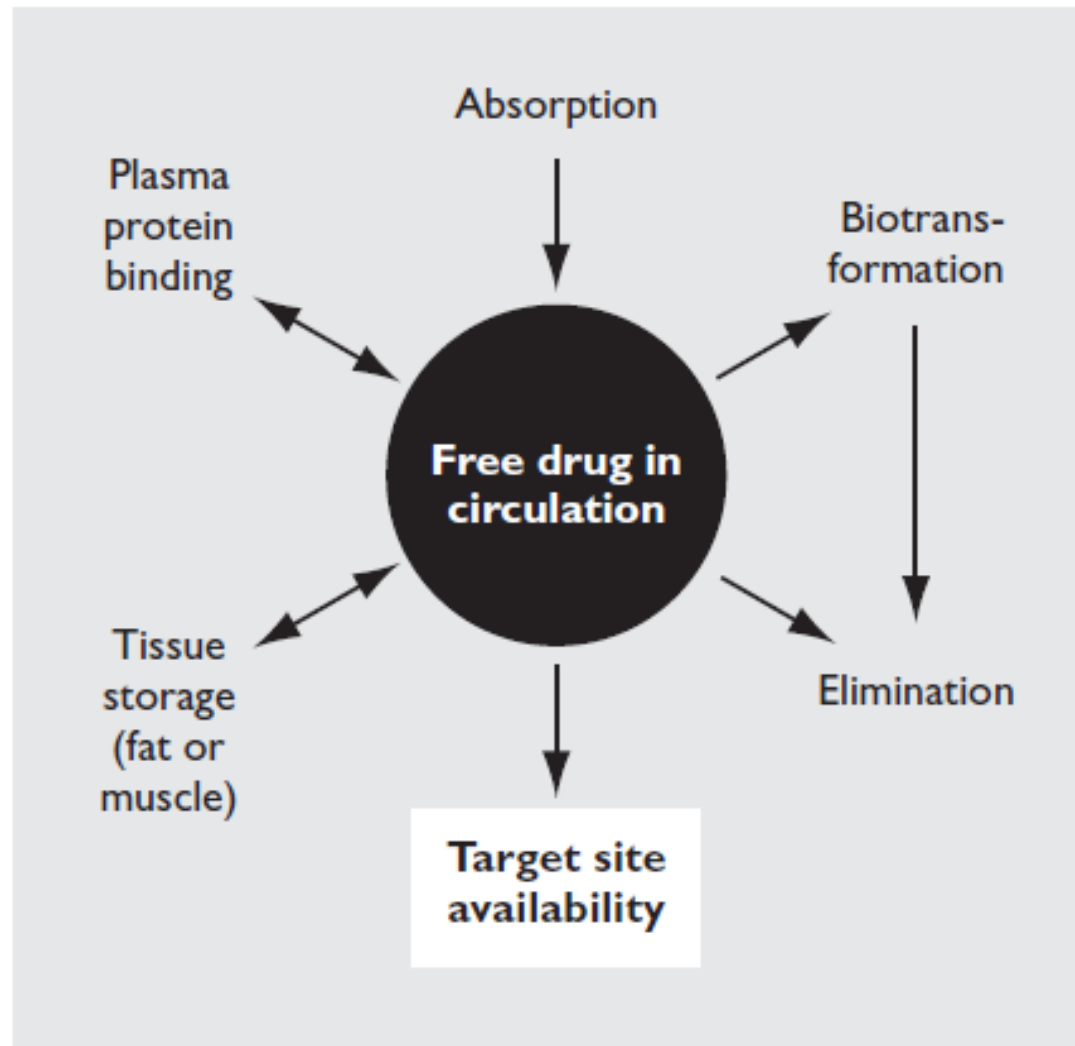 Absorption
Plasma
protein
binding
Biotrans-
formation
Free drug in
circulation
Tissue
storage
(fat or
muscle)
Elimination
Target site
availability